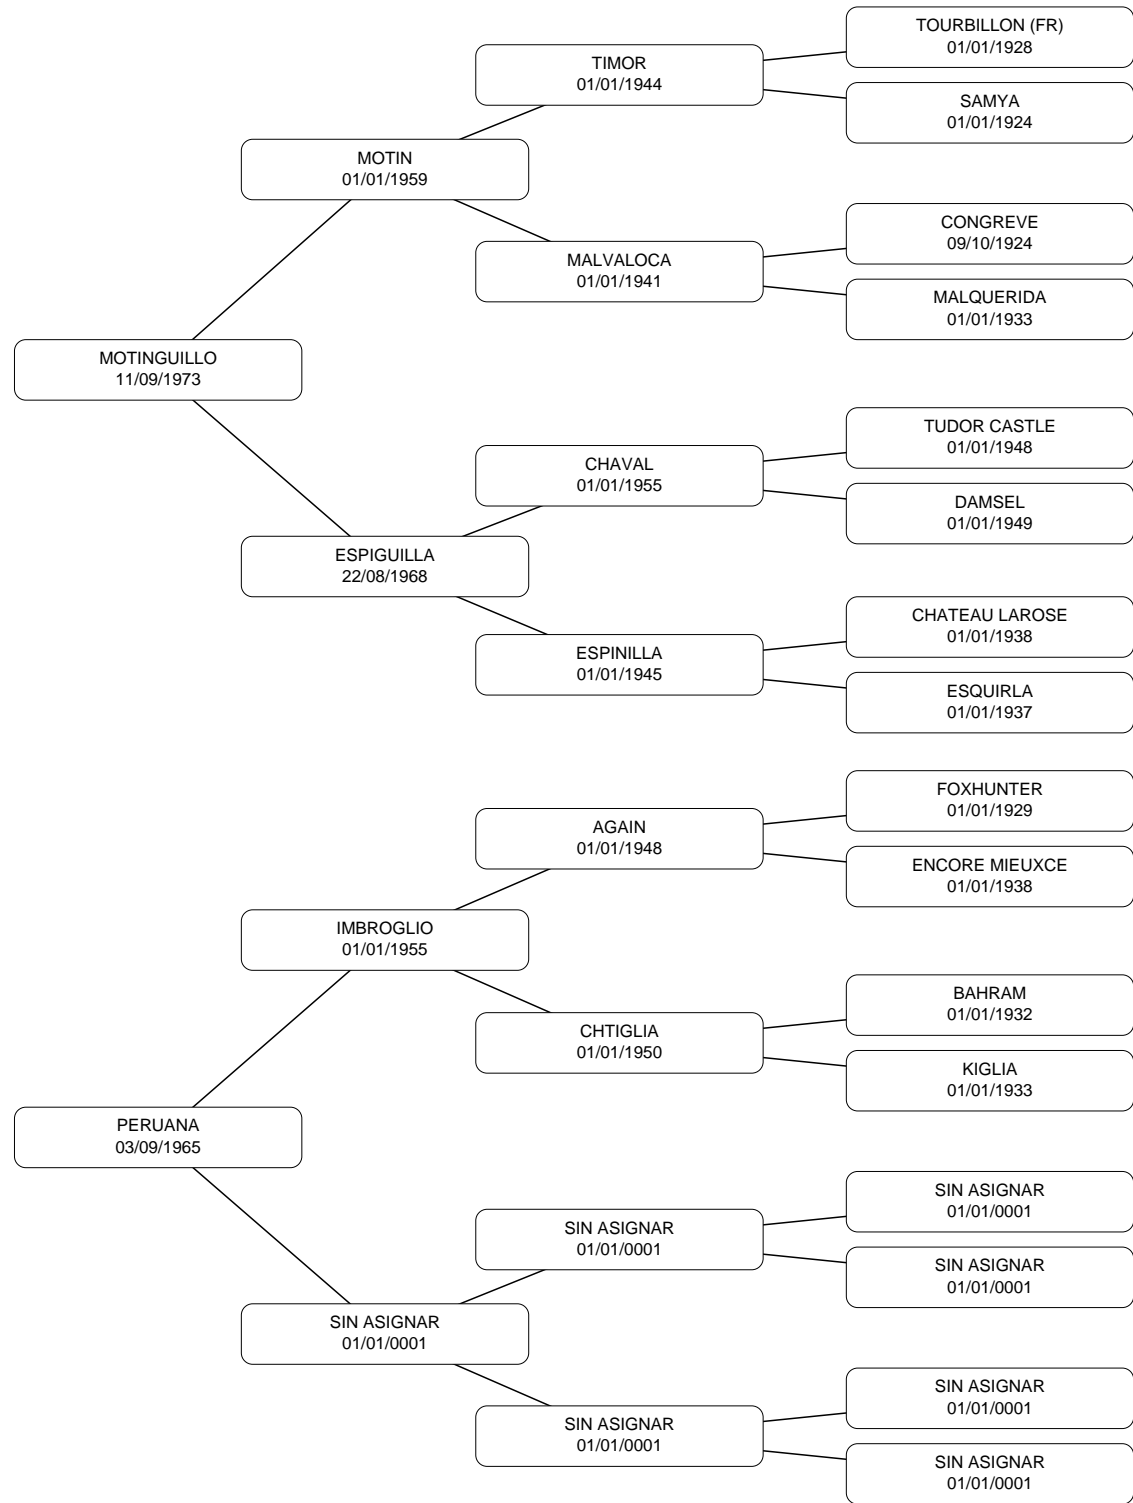 TOURBILLON (FR)
01/01/1928
TIMOR
01/01/1944
SAMYA
01/01/1924
MOTIN
01/01/1959
CONGREVE
09/10/1924
MALVALOCA
01/01/1941
MALQUERIDA
01/01/1933
MOTINGUILLO
11/09/1973
TUDOR CASTLE
01/01/1948
CHAVAL
01/01/1955
DAMSEL
01/01/1949
ESPIGUILLA
22/08/1968
CHATEAU LAROSE
01/01/1938
ESPINILLA
01/01/1945
ESQUIRLA
01/01/1937
FOXHUNTER
01/01/1929
AGAIN
01/01/1948
ENCORE MIEUXCE
01/01/1938
IMBROGLIO
01/01/1955
BAHRAM
01/01/1932
CHTIGLIA
01/01/1950
KIGLIA
01/01/1933
PERUANA
03/09/1965
SIN ASIGNAR
01/01/0001
SIN ASIGNAR
01/01/0001
SIN ASIGNAR
01/01/0001
SIN ASIGNAR
01/01/0001
SIN ASIGNAR
01/01/0001
SIN ASIGNAR
01/01/0001
SIN ASIGNAR
01/01/0001